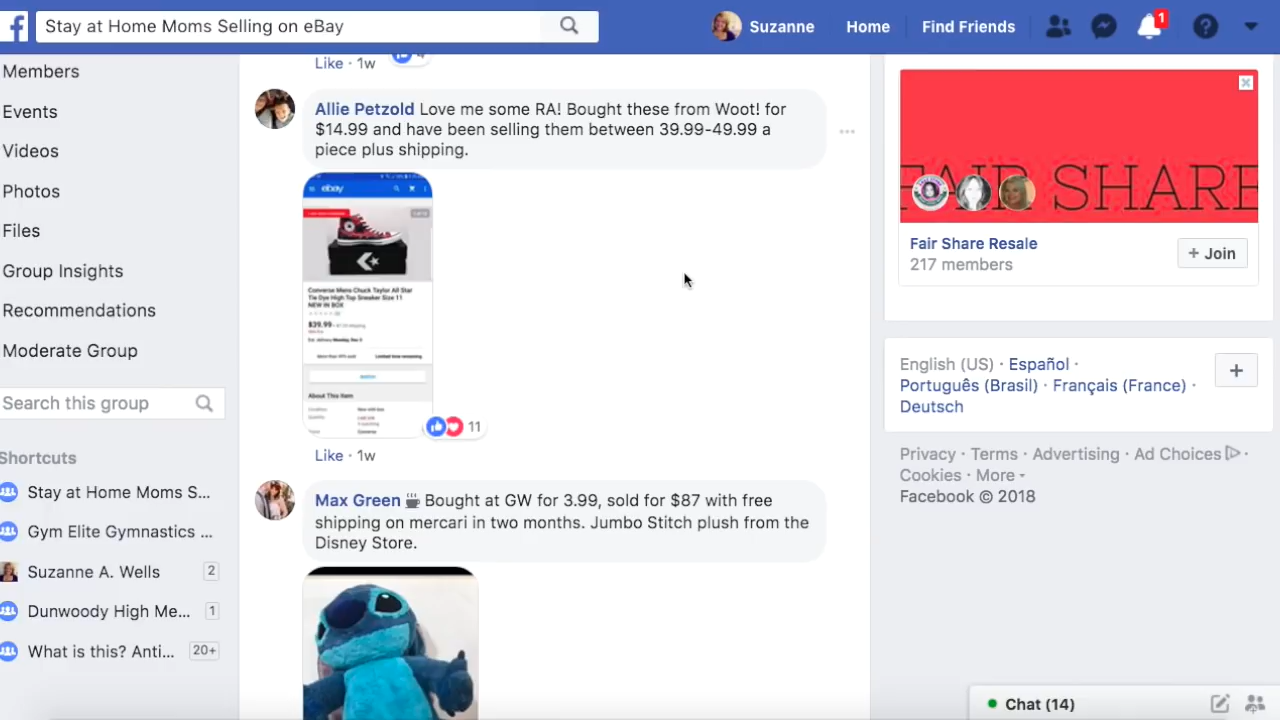 Stay at Home Moms Selling on eBay
Suzanne
Home
Find Friends
1
Members
Events
Videos
Photos
Files
Group Insights
Recommendations
Moderate Group
Search this group
Shortcuts
Stay at Home Moms S...
Gym Elite Gymnastics ...
Suzanne A. Wells 2
Dunwoody High Me... 1
What is this? Anti... 20+
Like · 1w
Allie Petzold Love me some RA! Bought these from Woot! for
$14.99 and have been selling them between 39.99-49.99 a
piece plus shipping.
ebay
Converse Mens Chuck Taylor All Star
Tie Dye High Top Sneaker Size 11
NEW IN BOX
$39.99
About This Item
11
Like · 1w
Max Green Bought at GW for 3.99, sold for $87 with free
shipping on mercari in two months. Jumbo Stitch plush from the
Disney Store.
FAIR SHARE
Fair Share Resale
217 members
+ Join
English (US) · Español ·
Português (Brasil) · Français (France) ·
Deutsch
Privacy · Terms · Advertising · Ad Choices ·
Cookies · More
Facebook © 2018
Chat (14)